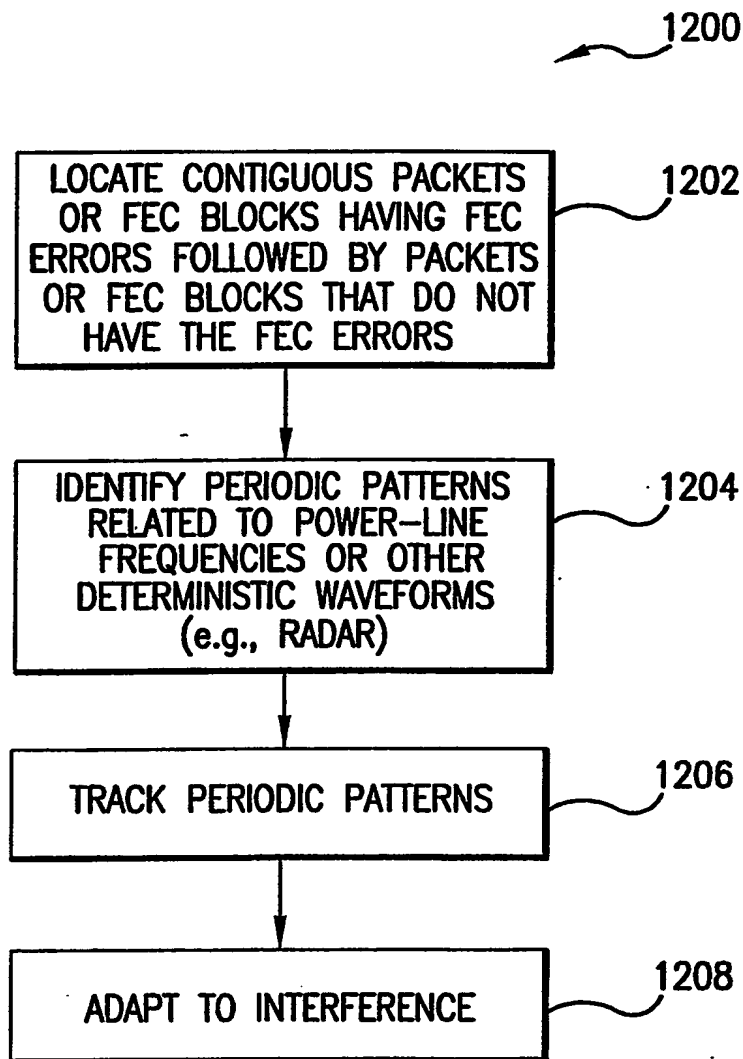 1200
LOCATE CONTIGUOUS PACKETS
OR FEC BLOCKS HAVING FEC
ERRORS FOLLOWED BY PACKETS
OR FEC BLOCKS THAT DO NOT
HAVE THE FEC ERRORS
1202
IDENTIFY PERIODIC PATTERNS
RELATED TO POWER-LINE
FREQUENCIES OR OTHER
DETERMINISTIC WAVEFORMS
(e.g., RADAR)
1204
TRACK PERIODIC PATTERNS
1206
ADAPT TO INTERFERENCE
1208